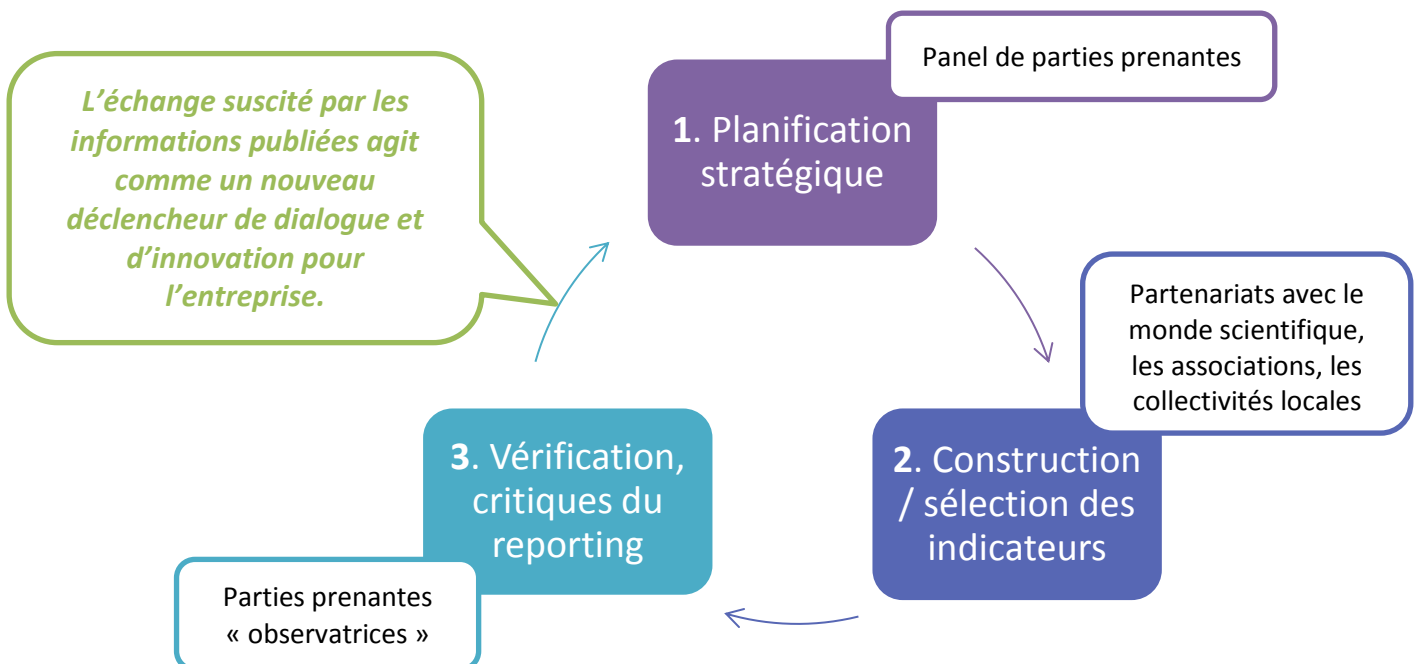 L’échange suscité par les
informations publiées agit
comme un nouveau
déclencheur de dialogue et
d’innovation pour
l’entreprise.
Panel de parties prenantes
1. Planification
stratégique
Partenariats avec le
monde scientifique,
les associations, les
collectivités locales
2. Construction
/ sélection des
indicateurs
3. Vérification,
critiques du
reporting
Parties prenantes
« observatrices »